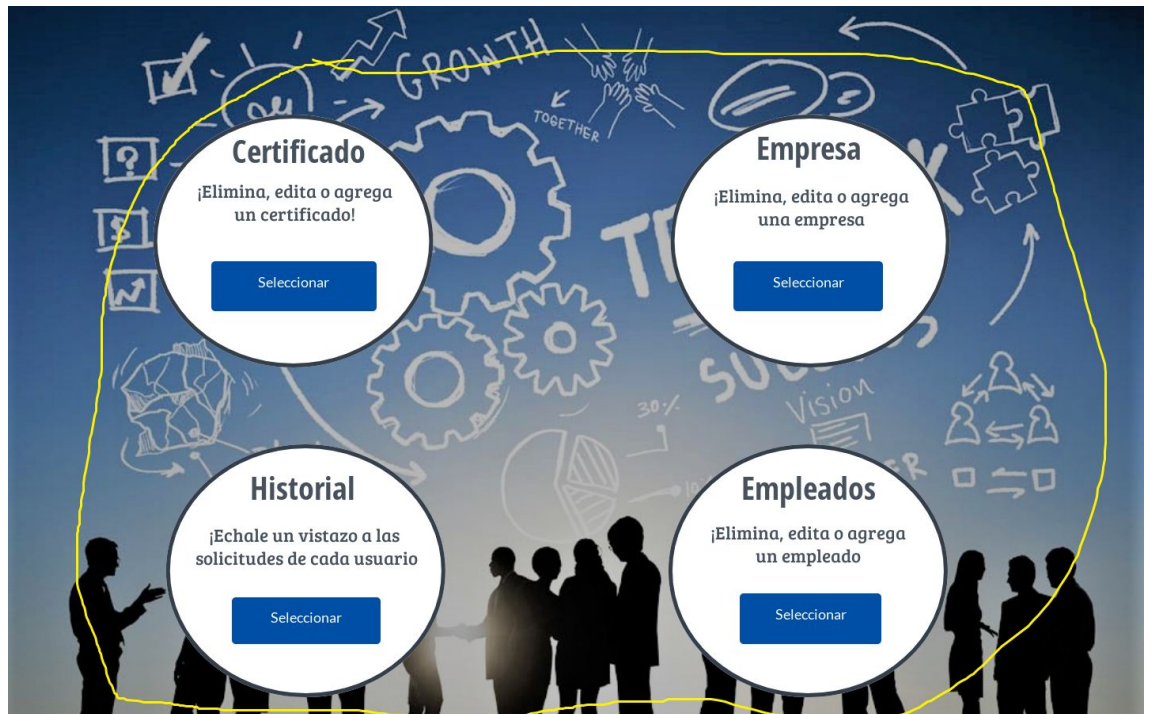 GROWTH
TOGETHER
Certificado
¡Elimina, edita o agrega
un certificado!
Seleccionar
Empresa
¡Elimina, edita o agrega
una empresa
Seleccionar
?
$
30%
Vision
Historial
¡Echale un vistazo a las
solicitudes de cada usuario
Seleccionar
Empleados
¡Elimina, edita o agrega
un empleado
Seleccionar